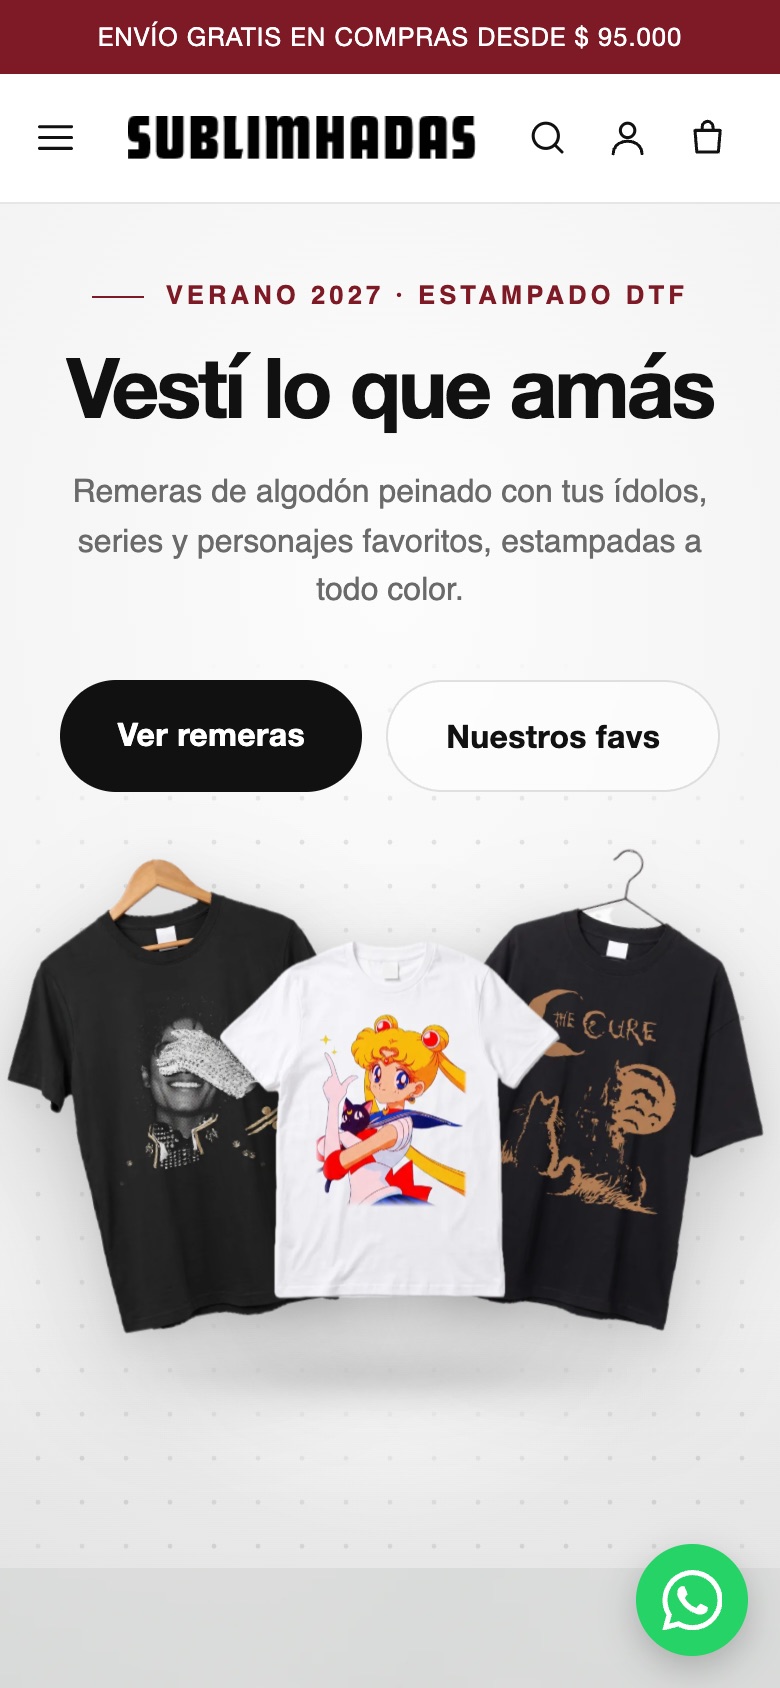 ENVÍO GRATIS EN COMPRAS DESDE $ 95.000
SUBLIMHADAS
VERANO 2027 · ESTAMPADO DTF
Vestí lo que amás
Remeras de algodón peinado con tus ídolos,
series y personajes favoritos, estampadas a
todo color.
Ver remeras
Nuestros favs
THE CURE